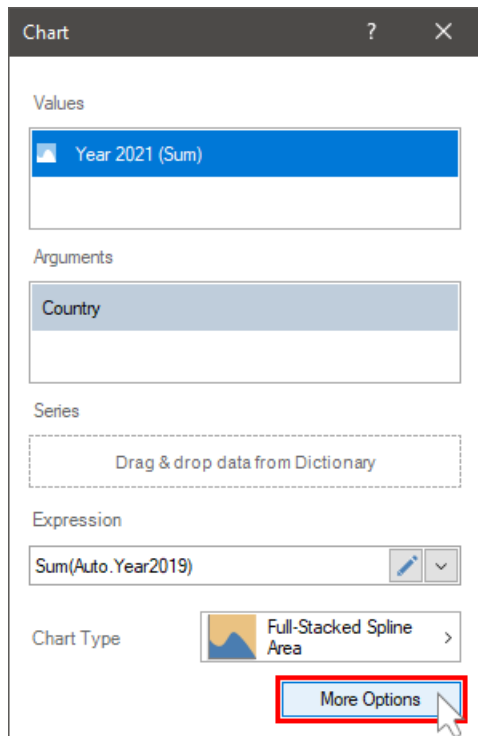 Chart ?
Values
Year 2021 (Sum)
Arguments
Country
Series
Drag & drop data from Dictionary
Expression
Sum(Auto.Year2019)
Chart Type
Full-Stacked Spline
Area
More Options